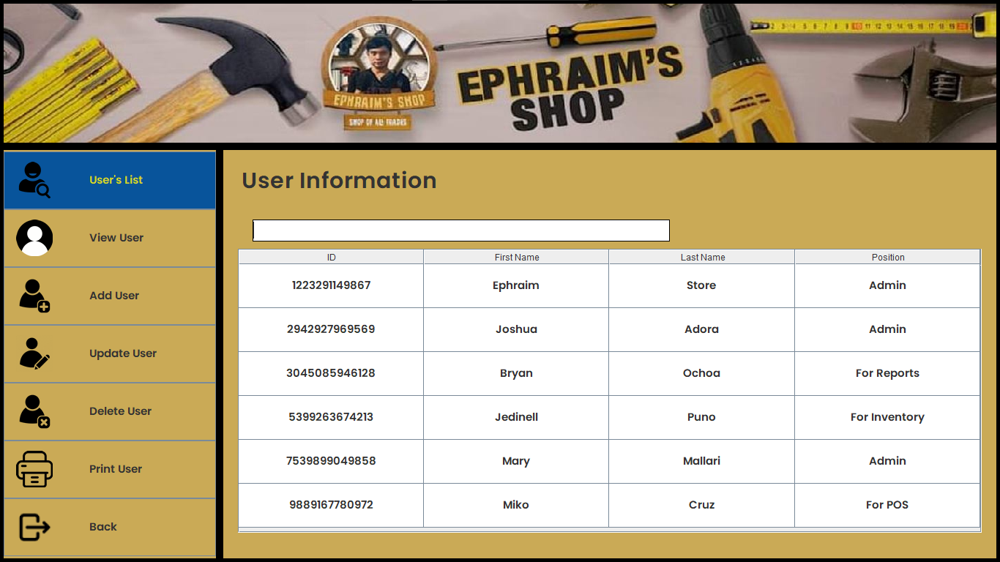 EPHRAIM'S SHOP
SHOP OF ALL TRADES
EPHRAIM'S
SHOP
User's List
View User
Add User
Update User
Delete User
Print User
Back
User Information
ID First Name Last Name Position
1223291149867 Ephraim Store Admin
2942927969569 Joshua Adora Admin
3045085946128 Bryan Ochoa For Reports
5399263674213 Jedinell Puno For Inventory
7539899049858 Mary Mallari Admin
9889167780972 Miko Cruz For POS